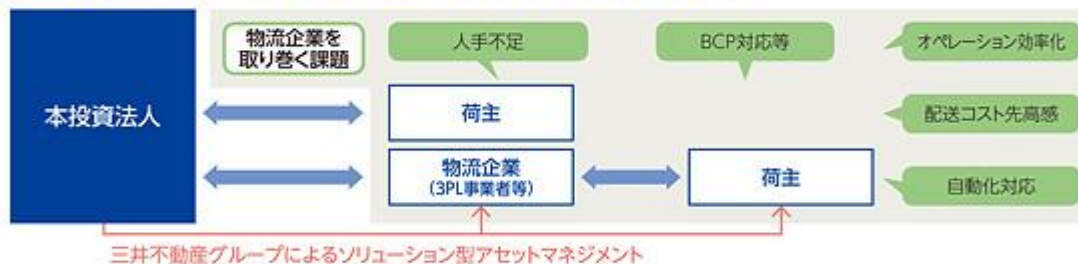 物流企業を
取り巻く課題
人手不足
BCP対応等
オペレーション効率化
本投資法人
荷主
配送コスト先高感
物流企業
(3PL事業者等)
荷主
自動化対応
三井不動産グループによるソリューション型アセットマネジメント